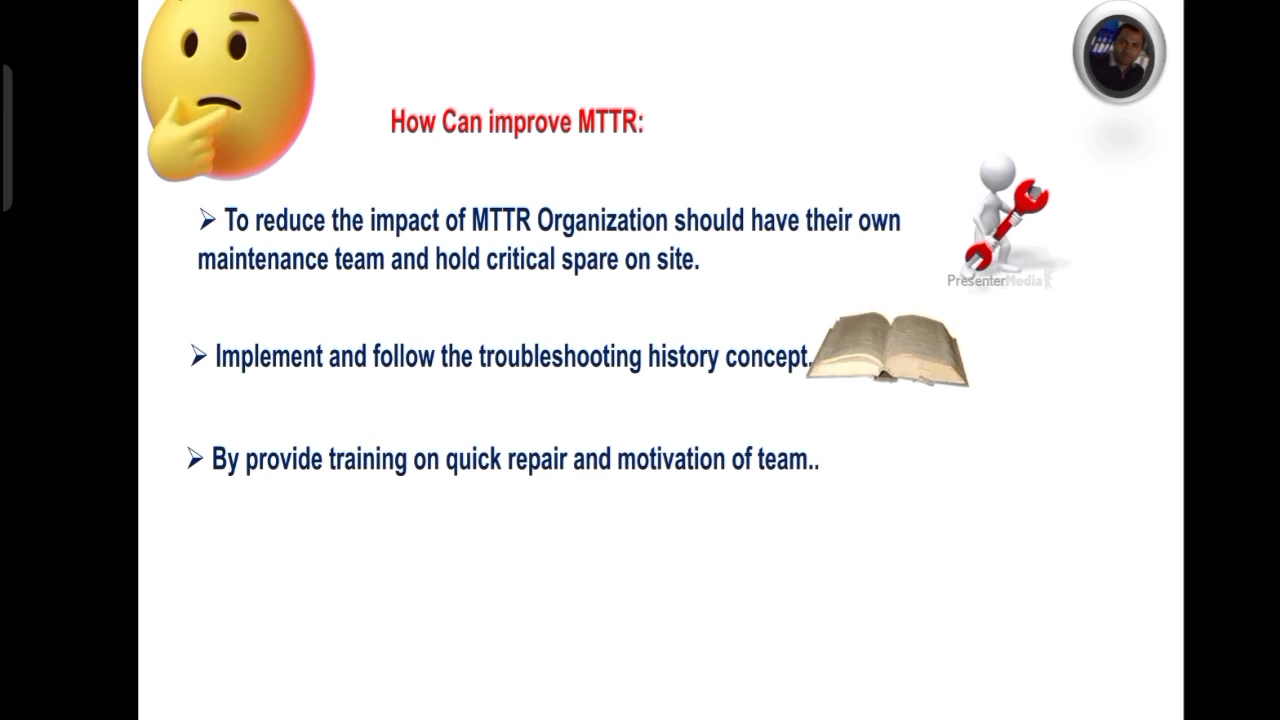 How Can improve MTTR:
➢ To reduce the impact of MTTR Organization should have their own
maintenance team and hold critical spare on site.
PresenterMedia
➢ Implement and follow the troubleshooting history concept.
➢ By provide training on quick repair and motivation of team..